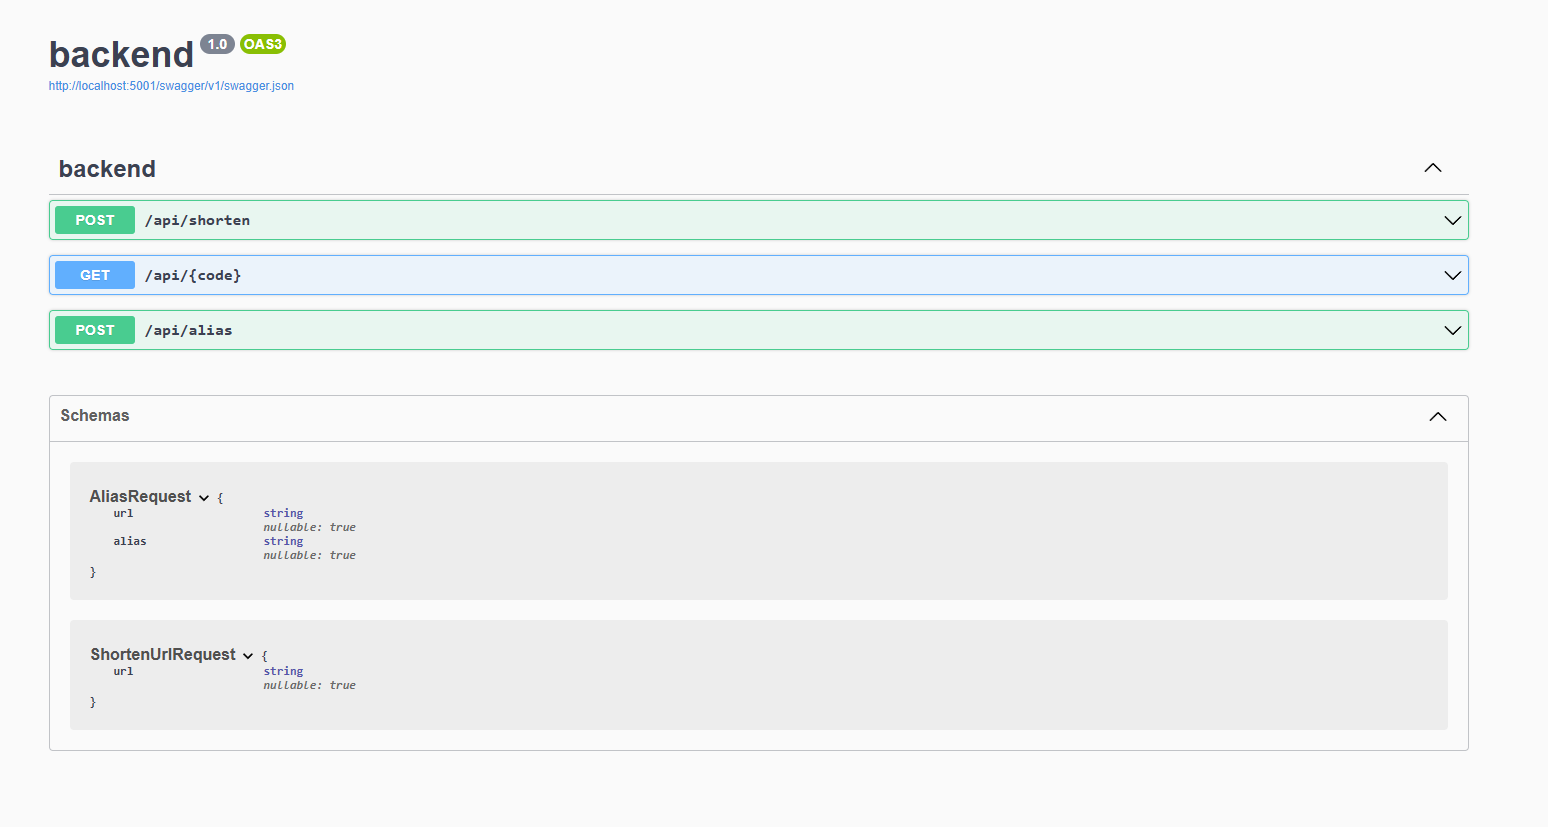 backend 1.0 OAS3
http://localhost:5001/swagger/v1/swagger.json
backend
POST /api/shorten
GET /api/{code}
POST /api/alias
Schemas
AliasRequest {
url string
nullable: true
alias string
nullable: true
}
ShortenUrlRequest {
url string
nullable: true
}